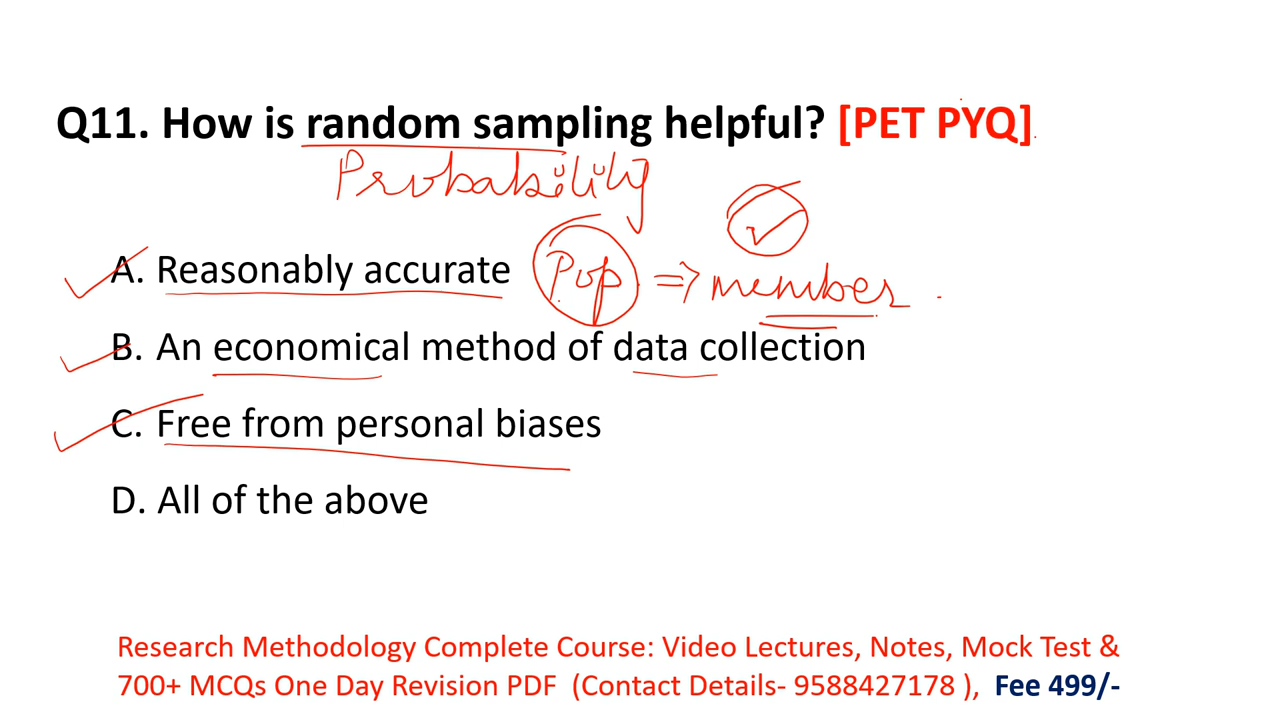 Q11. How is random sampling helpful? [PET PYQ]
Probability
A. Reasonably accurate
Pop ⇒ member
B. An economical method of data collection
C. Free from personal biases
D. All of the above
Research Methodology Complete Course: Video Lectures, Notes, Mock Test &
700+ MCQs One Day Revision PDF (Contact Details- 9588427178 ), Fee 499/-